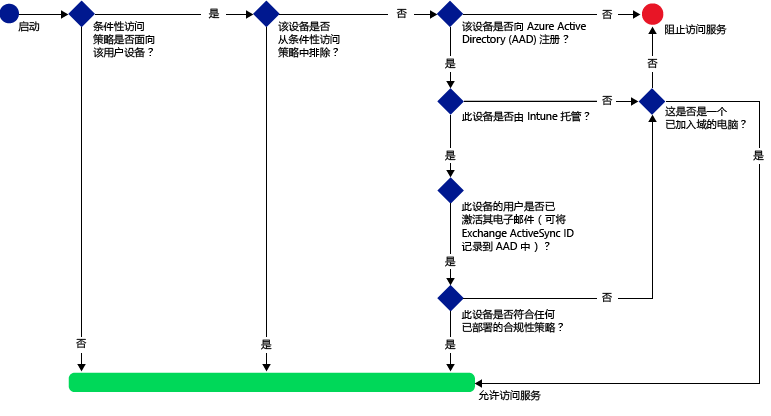 启动
条件性访问
策略是否面向
该用户设备？
是
该设备是否
从条件性访问
策略中排除？
否
该设备是否向 Azure Active
Directory (AAD) 注册？
否
阻止访问服务
是
否
此设备是否由 Intune 托管？
否
这是否是一个
已加入域的电脑？
是
是
此设备的用户是否已
激活其电子邮件（可将
Exchange ActiveSync ID
记录到 AAD 中）？
是
否
此设备是否符合任何
已部署的合规性策略？
否
是
是
允许访问服务